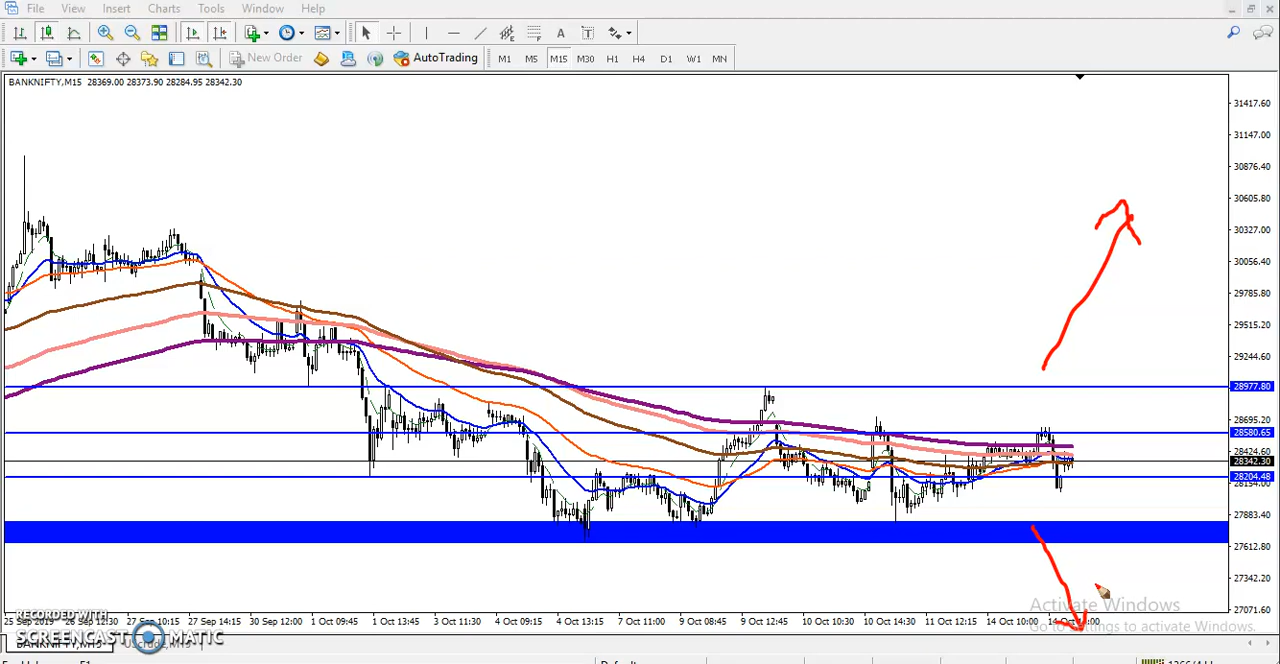 File View Insert Charts Tools Window Help
New Order AutoTrading M1 M5 M15 M30 H1 H4 D1 W1 MN
BANKNIFTY,M15 28369.00 28373.90 28284.95 28342.30
31417.60
31147.00
30876.40
30605.80
30327.00
30056.40
29785.80
29515.20
29244.60
28977.80
28695.20
28580.65
28424.60
28342.30
28204.48
28154.00
27883.40
27612.80
27342.20
27071.60
Activate Windows
Go to Settings to activate Windows.
25 Sep 2019 26 Sep 12:30 27 Sep 14:15 30 Sep 12:00 1 Oct 09:45 1 Oct 13:45 3 Oct 11:30 4 Oct 09:15 4 Oct 13:15 7 Oct 11:00 9 Oct 08:45 9 Oct 12:45 10 Oct 10:30 10 Oct 14:30 11 Oct 12:15 14 Oct 10:00
RECORDED WITH
SCREENCAST MATIC
BANKNIFTY,M15